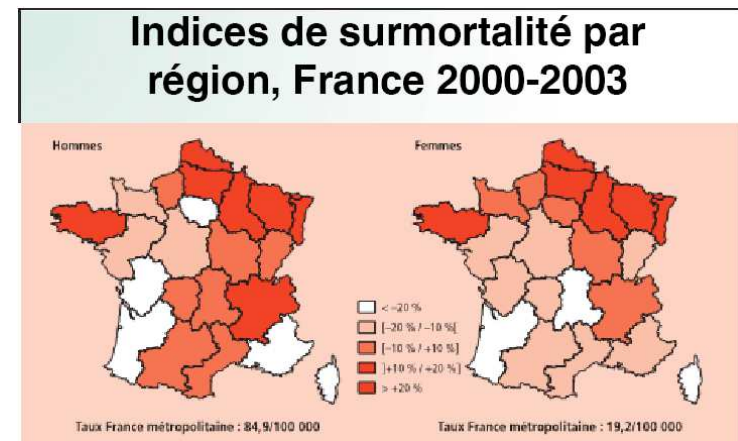 Indices de surmortalité par
région, France 2000-2003
Hommes
Femmes
< -20 %
[-20 % / -10 %[
[-10 % / +10 %]
]+10 % / +20 %]
> +20 %
Taux France métropolitaine : 84,9/100 000
Taux France métropolitaine : 19,2/100 000